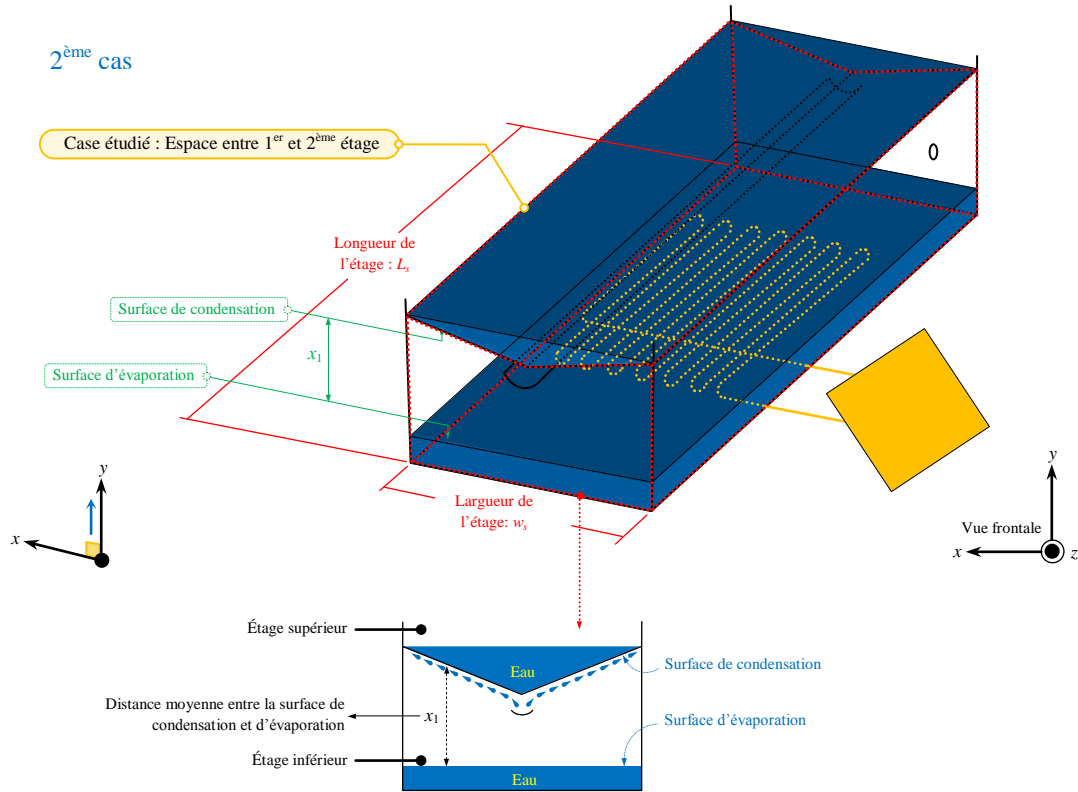 2ème cas
Case étudié : Espace entre 1er et 2ème étage
Longueur de
l'étage : Ls
Surface de condensation
x1
Surface d'évaporation
0
Largueur de
l'étage: ws
y
x
y
Vue frontale
x
z
Étage supérieur
Eau
Surface de condensation
Distance moyenne entre la surface de
condensation et d'évaporation
x1
Surface d'évaporation
Étage inférieur
Eau